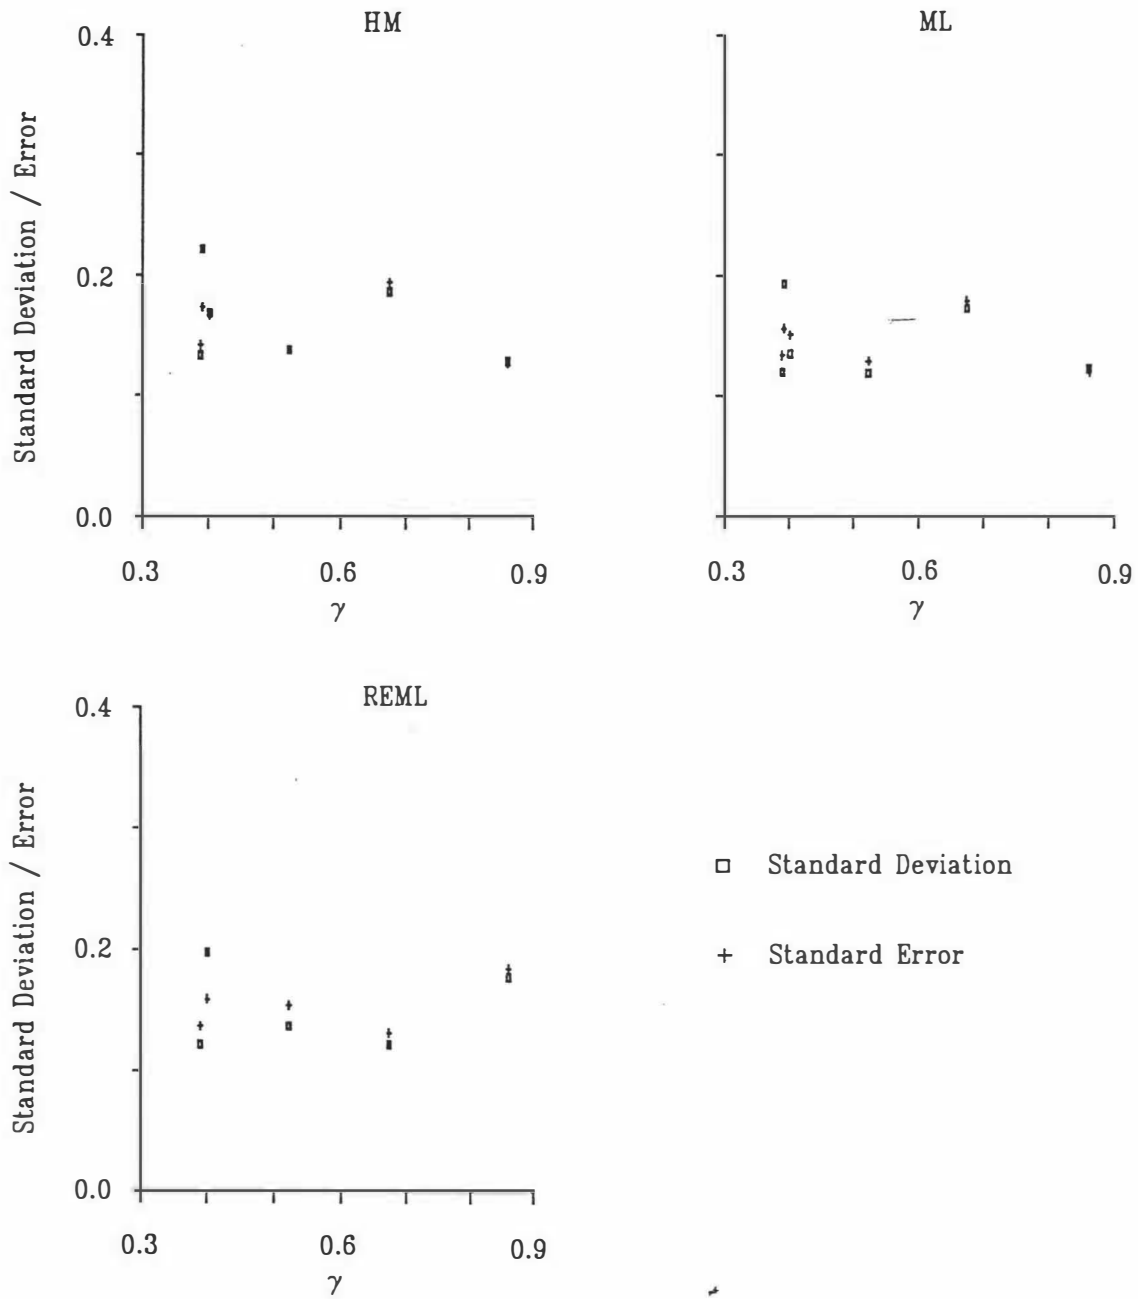 HM
0.4
Standard Deviation / Error
0.2
0.0
0.3 0.6 0.9
γ
ML
0.3 0.6 0.9
γ
REML
0.4
Standard Deviation / Error
0.2
0.0
0.3 0.6 0.9
γ
Standard Deviation
Standard Error